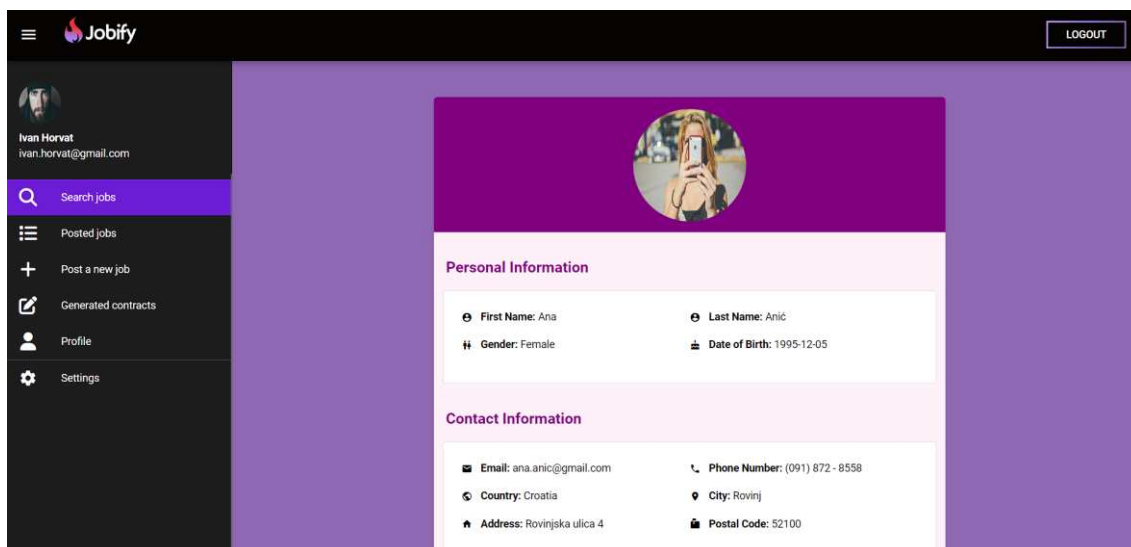 Jobify
LOGOUT
Ivan Horvat
ivan.horvat@gmail.com
Search jobs
Posted jobs
Post a new job
Generated contracts
Profile
Settings
Personal Information
First Name: Ana
Last Name: Anić
Gender: Female
Date of Birth: 1995-12-05
Contact Information
Email: ana.anic@gmail.com
Phone Number: (091) 872 - 8558
Country: Croatia
City: Rovinj
Address: Rovinjska ulica 4
Postal Code: 52100